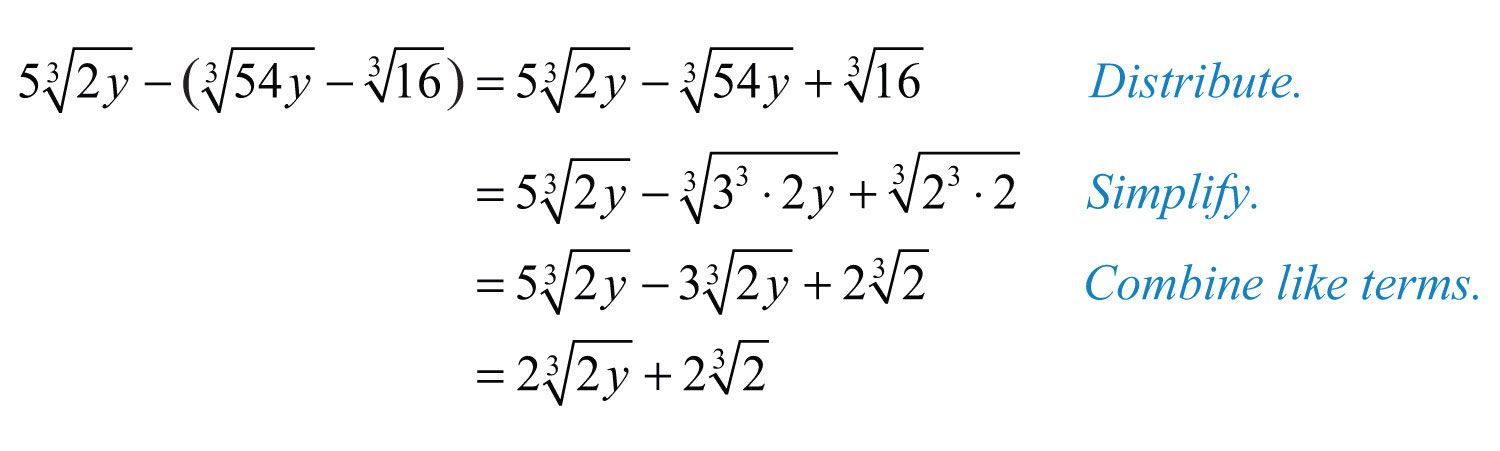 5∛2y − (∛54y − ∛16) = 5∛2y − ∛54y + ∛16 Distribute.
= 5∛2y − ∛3³ · 2y + ∛2³ · 2 Simplify.
= 5∛2y − 3∛2y + 2∛2 Combine like terms.
= 2∛2y + 2∛2